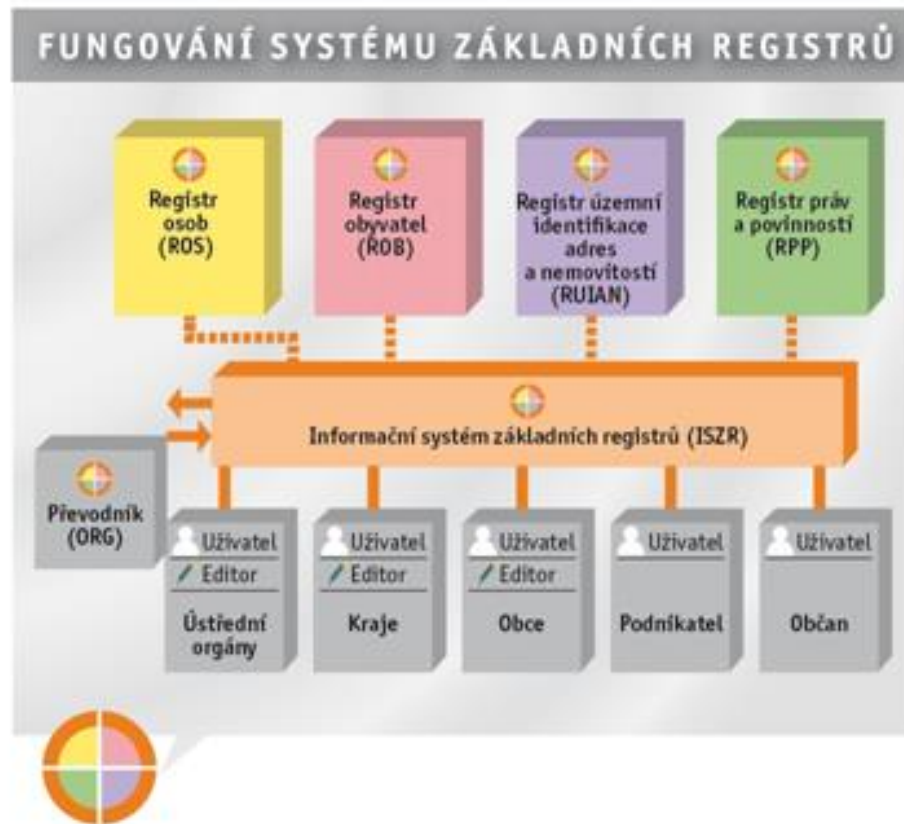 FUNGOVÁNÍ SYSTÉMU ZÁKLADNÍCH REGISTRŮ
Registr
osob
(ROS)
Registr
obyvatel
(ROB)
Registr územní
identifikace
adres
a nemovitostí
(RUIAN)
Registr práv
a povinností
(RPP)
Informační systém základních registrů (ISZR)
Převodník
(ORG)
Uživatel
Editor
Ústřední
orgány
Uživatel
Editor
Kraje
Uživatel
Editor
Obce
Uživatel
Podnikatel
Uživatel
Občan